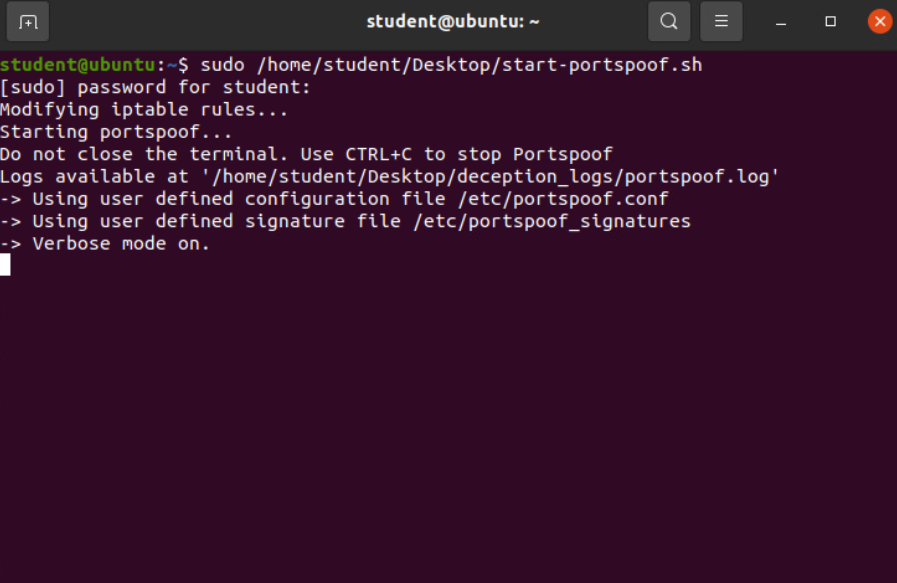 student@ubuntu: ~
student@ubuntu:~$ sudo /home/student/Desktop/start-portspoof.sh
[sudo] password for student:
Modifying iptable rules...
Starting portspoof...
Do not close the terminal. Use CTRL+C to stop Portspoof
Logs available at '/home/student/Desktop/deception_logs/portspoof.log'
-> Using user defined configuration file /etc/portspoof.conf
-> Using user defined signature file /etc/portspoof_signatures
-> Verbose mode on.